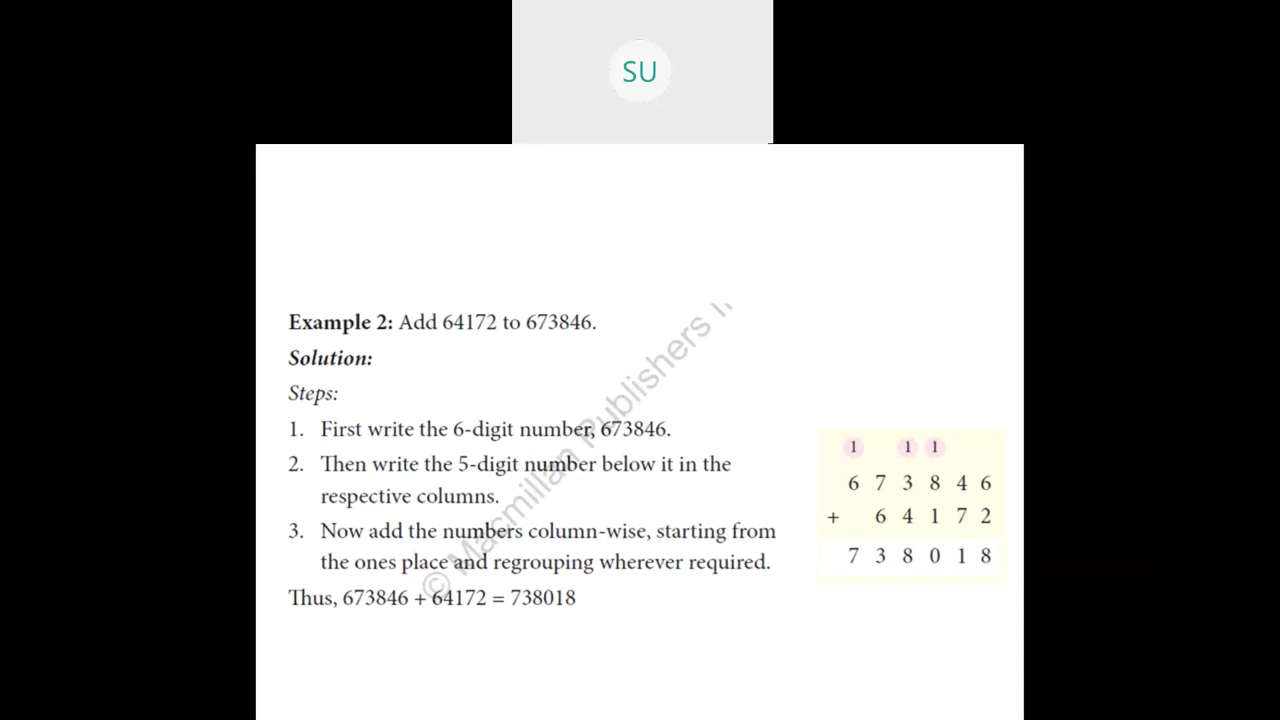 SU
Example 2: Add 64172 to 673846.
Solution:
Steps:
1. First write the 6-digit number, 673846.
2. Then write the 5-digit number below it in the
respective columns.
3. Now add the numbers column-wise, starting from
the ones place and regrouping wherever required.
Thus, 673846 + 64172 = 738018
1 1 1
6 7 3 8 4 6
+ 6 4 1 7 2
7 3 8 0 1 8
© Macmillan Publishers